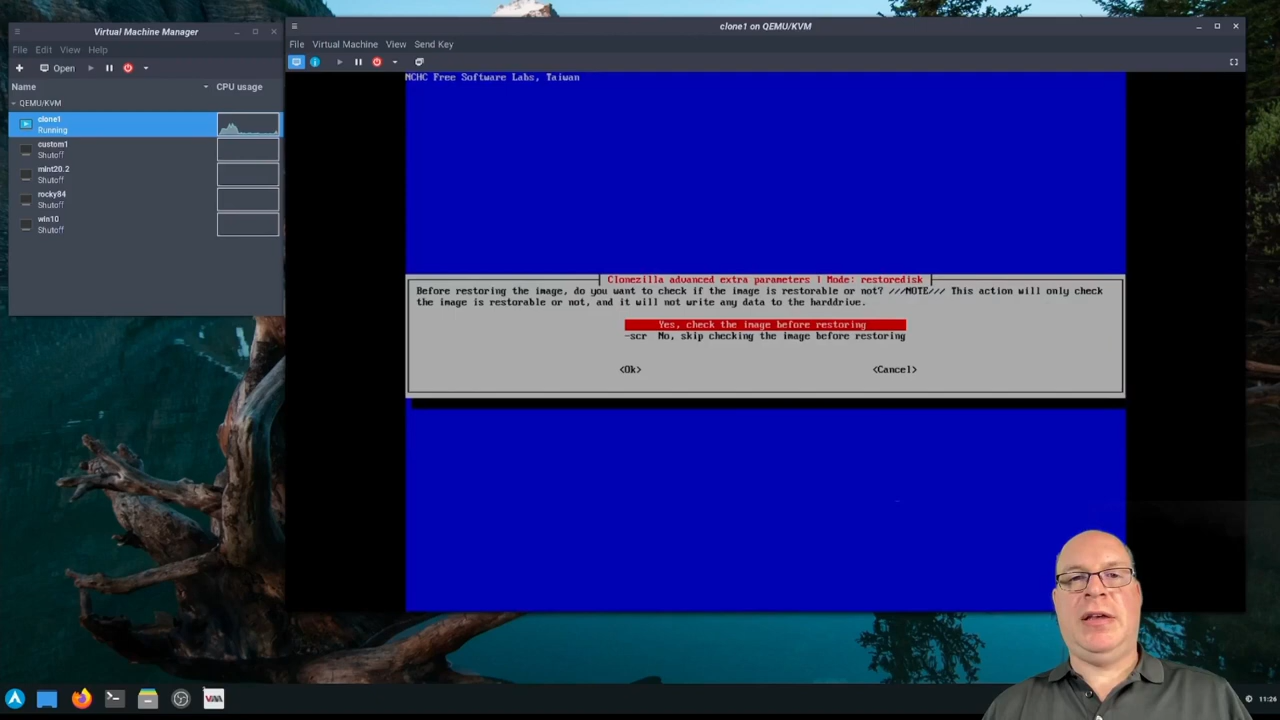 Virtual Machine Manager
File Edit View Help
Open
Name CPU usage
QEMU/KVM
clone1
Running
custom1
Shutoff
mint20.2
Shutoff
rocky84
Shutoff
win10
Shutoff
clone1 on QEMU/KVM
File Virtual Machine View Send Key
NCHC Free Software Labs, Taiwan
Clonezilla advanced extra parameters | Mode: restoredisk
Before restoring the image, do you want to check if the image is restorable or not? ///NOTE/// This action will only check
the image is restorable or not, and it will not write any data to the harddrive.
Yes, check the image before restoring
-scr No, skip checking the image before restoring
<Ok> <Cancel>
11:26